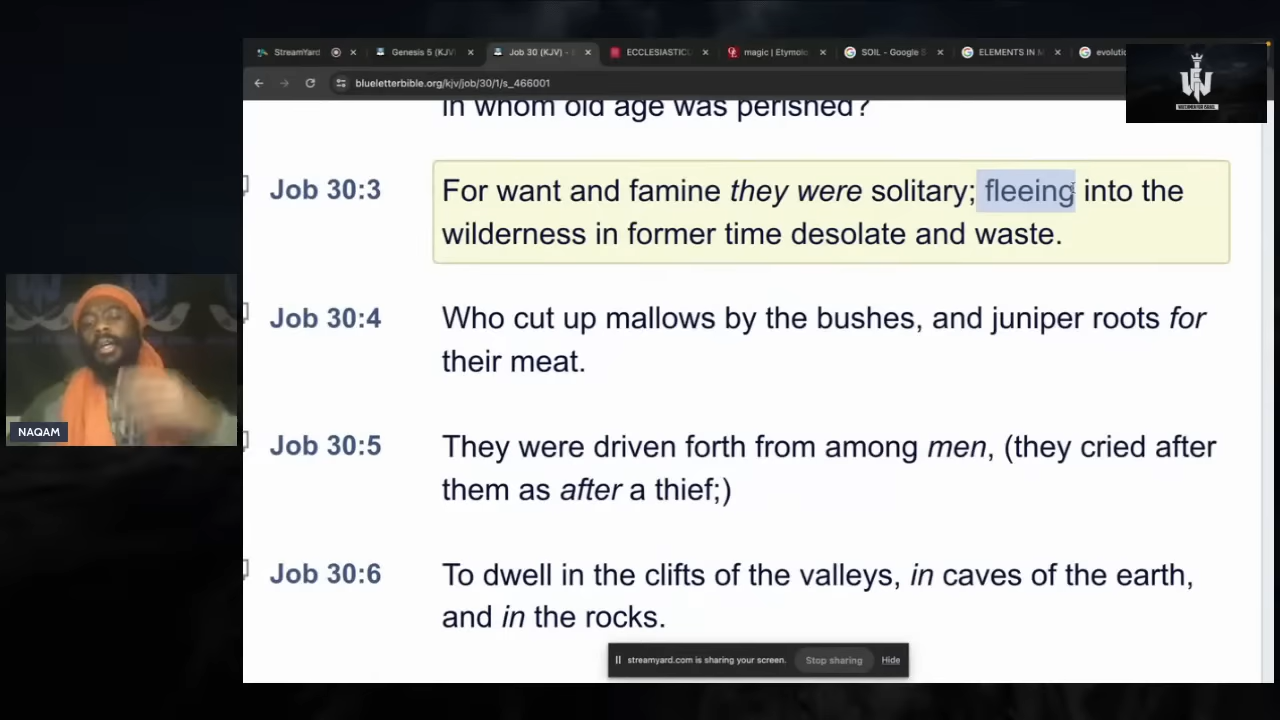 StreamYard
Genesis 5 (KJV)
Job 30 (KJV) -
ECCLESIASTICU
magic | Etymolo
SOIL - Google
ELEMENTS IN
evolution
blueletterbible.org/kjv/job/30/1/s_466001
WATCHMEN FOR ISRAEL
in whom old age was perished?
Job 30:3
For want and famine they were solitary; fleeing into the
wilderness in former time desolate and waste.
Job 30:4
Who cut up mallows by the bushes, and juniper roots for
their meat.
NAQAM
Job 30:5
They were driven forth from among men, (they cried after
them as after a thief;)
Job 30:6
To dwell in the clifts of the valleys, in caves of the earth,
and in the rocks.
streamyard.com is sharing your screen.
Stop sharing
Hide